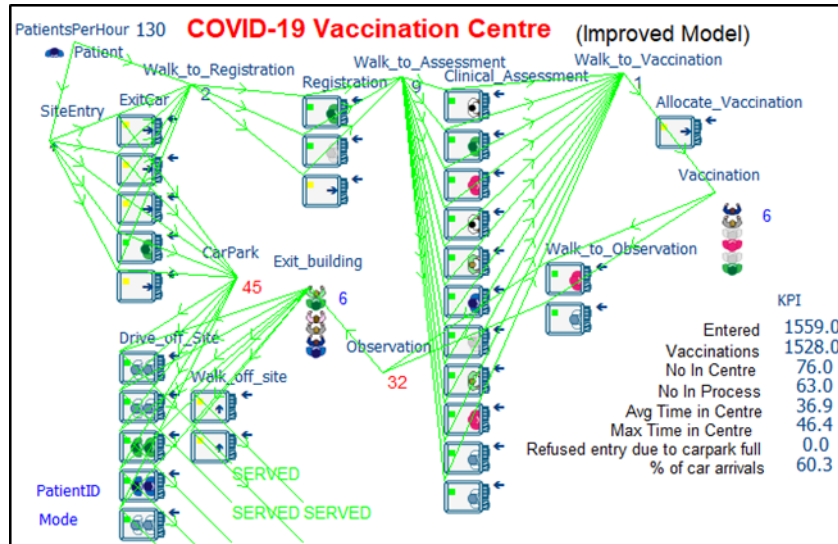 PatientsPerHour 130
COVID-19 Vaccination Centre (Improved Model)
Patient
Walk_to_Registration
2
Walk_to_Assessment
9
Walk_to_Vaccination
1
Registration
Clinical_Assessment
SiteEntry
ExitCar
Allocate_Vaccination
Vaccination
6
CarPark
45
Exit_building
6
Walk_to_Observation
Observation
32
Drive_off_Site
Walk_off_site
KPI
Entered 1559.0
Vaccinations 1528.0
No In Centre 76.0
No In Process 63.0
Avg Time in Centre 36.9
Max Time in Centre 46.4
Refused entry due to carpark full 0.0
% of car arrivals 60.3
SERVED
PatientID
SERVED SERVED
Mode